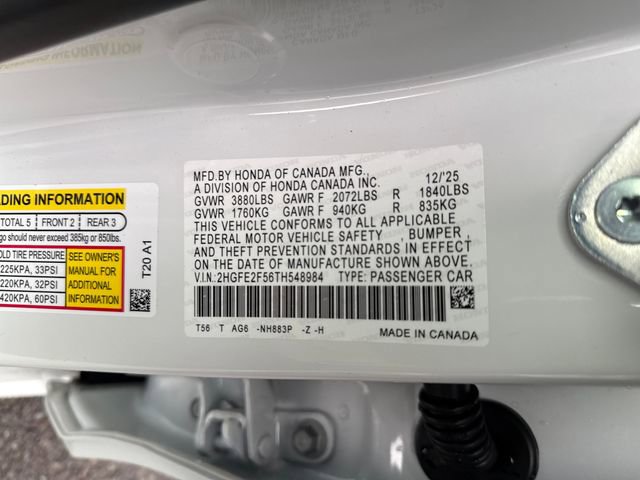 MFD.BY HONDA OF CANADA MFG. 12/'25
A DIVISION OF HONDA CANADA INC.
GVWR 3880LBS GAWR F 2072LBS R 1840LBS
GVWR 1760KG GAWR F 940KG R 835KG
THIS VEHICLE CONFORMS TO ALL APPLICABLE
FEDERAL MOTOR VEHICLE SAFETY , BUMPER ,
AND THEFT PREVENTION STANDARDS IN EFFECT
ON THE DATE OF MANUFACTURE SHOWN ABOVE.
V.I.N:2HGFE2F56TH548984 TYPE: PASSENGER CAR
T56 T AG6 -NH883P -Z -H
MADE IN CANADA
ADING INFORMATION
TOTAL 5 FRONT 2 REAR 3
go should never exceed 385kg or 850lbs.
OLD TIRE PRESSURE
225KPA, 33PSI
220KPA, 32PSI
420KPA, 60PSI
SEE OWNER'S
MANUAL FOR
ADDITIONAL
INFORMATION
T20 A1